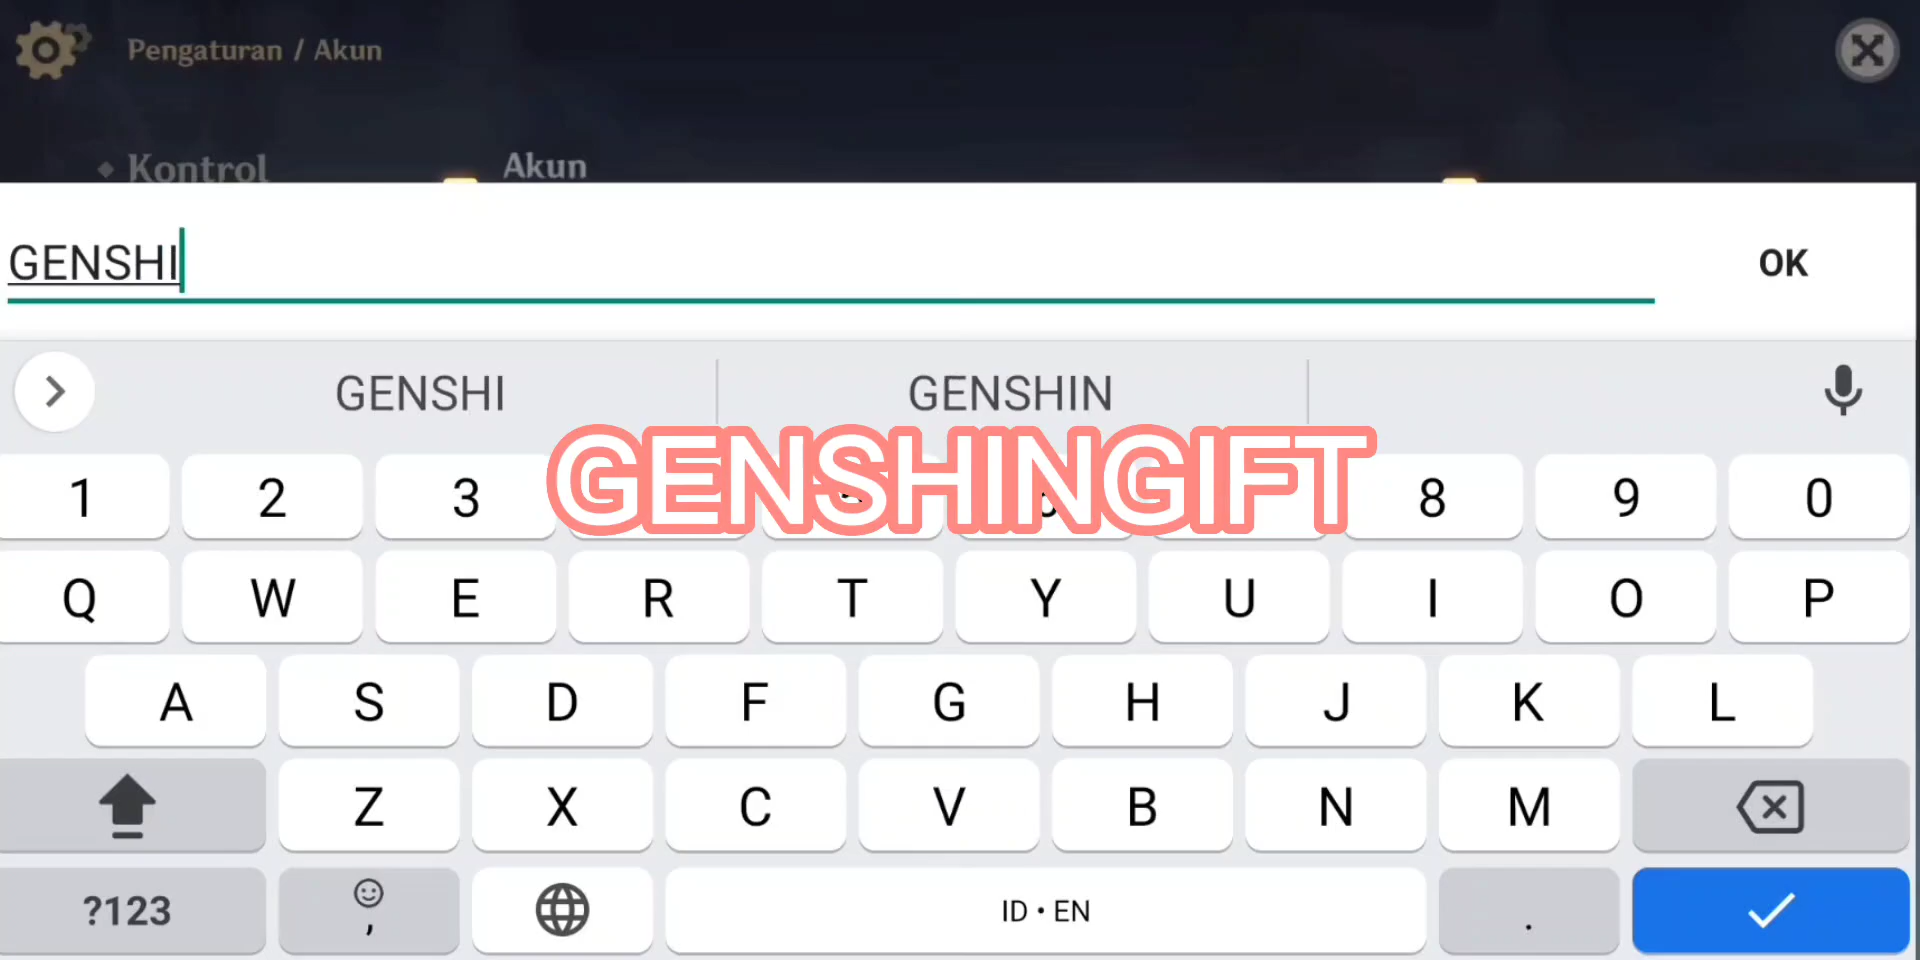 Pengaturan / Akun
Kontrol
Akun
GENSHI
OK
GENSHI GENSHIN
GENSHINGIFT
1 2 3 8 9 0
Q W E R T Y U I O P
A S D F G H J K L
Z X C V B N M
?123 , ID • EN .